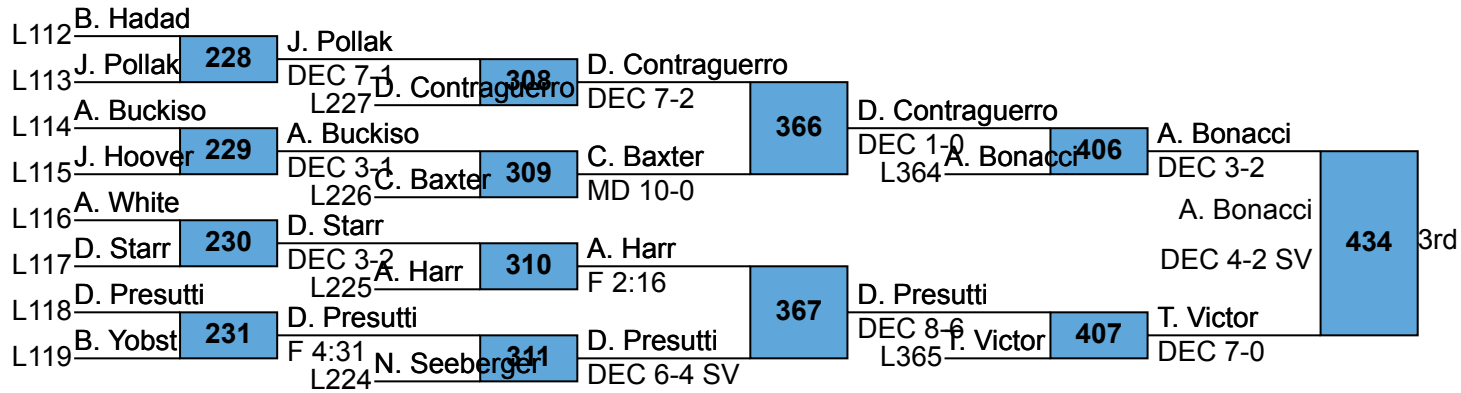 B. Hadad
L112
J. Pollak
L113
228
J. Pollak
DEC 7-1
A. Buckiso
L114
J. Hoover
L115
229
A. Buckiso
DEC 3-1
A. White
L116
D. Starr
L117
230
D. Starr
DEC 3-2
D. Presutti
L118
B. Yobst
L119
231
D. Presutti
F 4:31
D. Contraguerro
L227
308
D. Contraguerro
DEC 7-2
C. Baxter
L226
309
C. Baxter
MD 10-0
A. Harr
L225
310
A. Harr
F 2:16
N. Seeberger
L224
311
D. Presutti
DEC 6-4 SV
366
D. Contraguerro
DEC 1-0
367
D. Presutti
DEC 8-6
A. Bonacci
L364
406
A. Bonacci
DEC 3-2
T. Victor
L365
407
T. Victor
DEC 7-0
A. Bonacci
DEC 4-2 SV
434
3rd